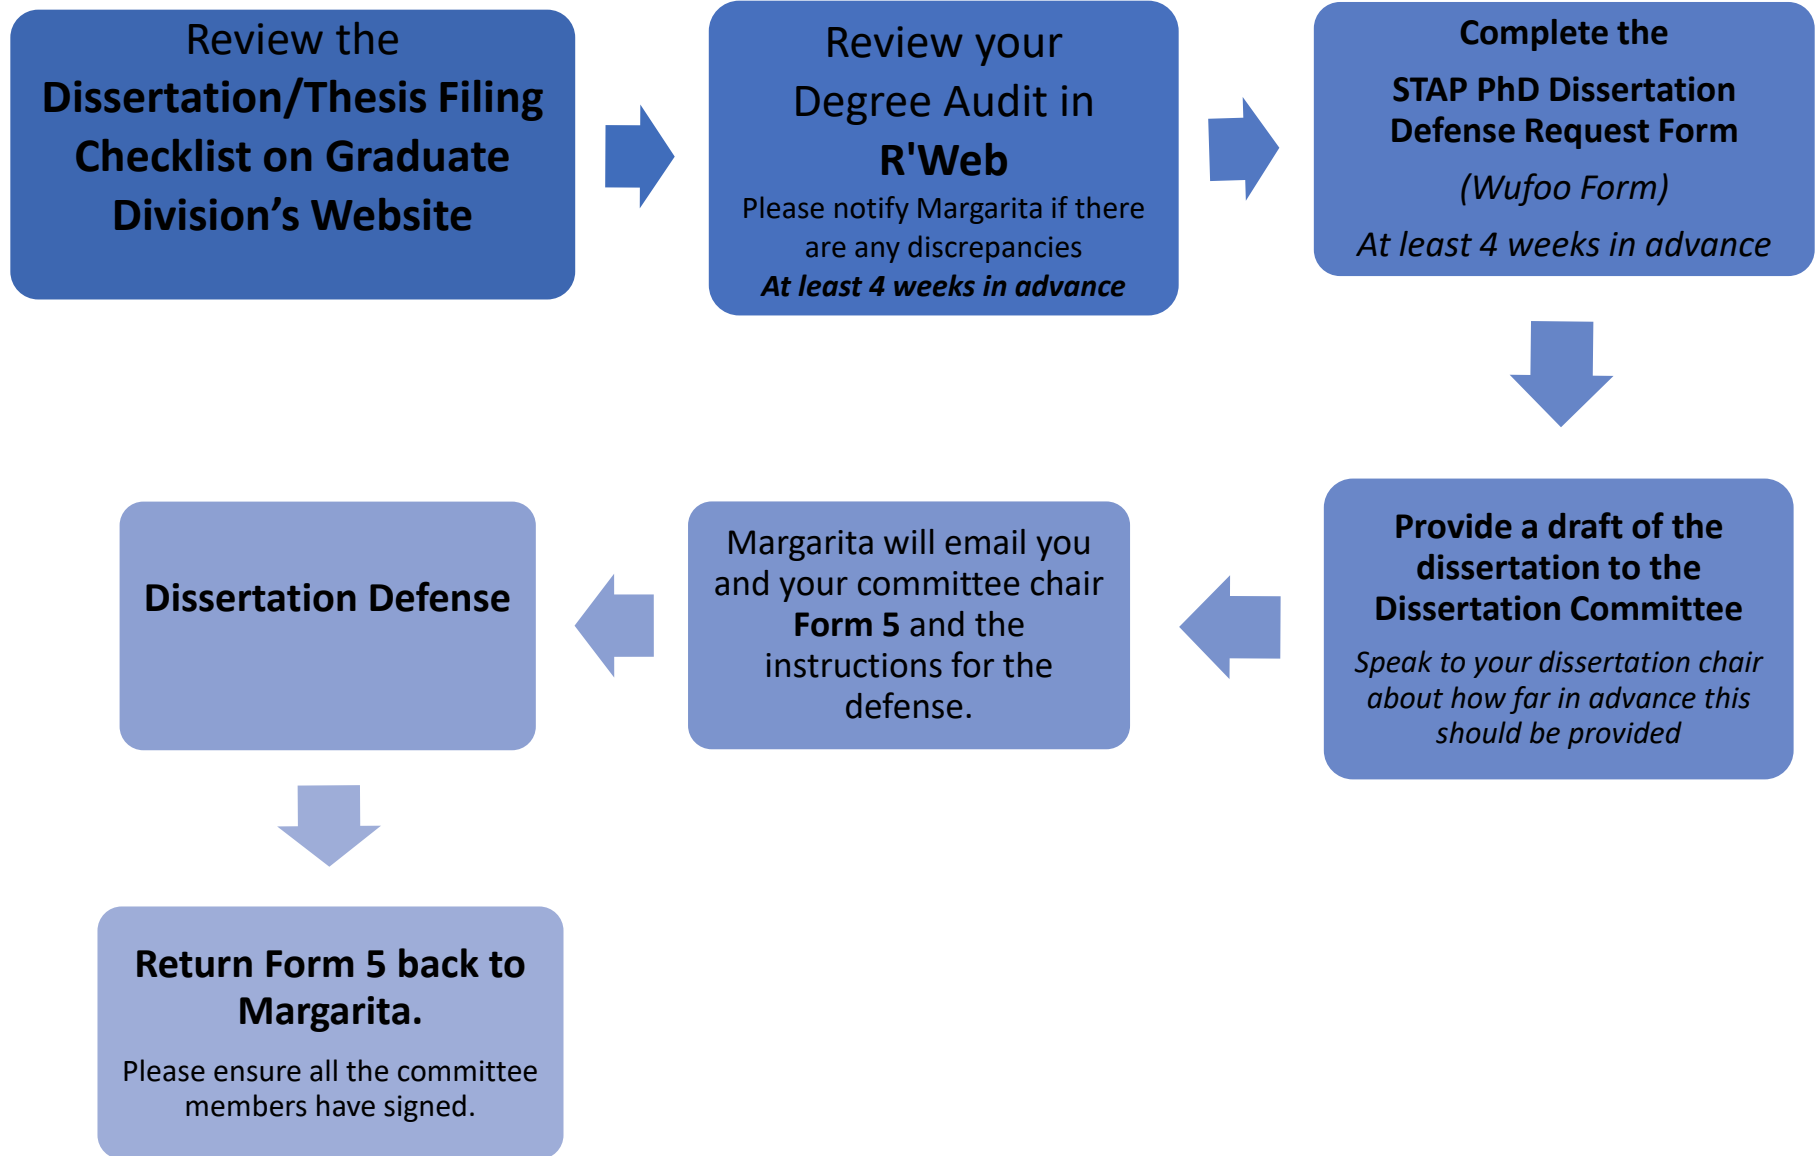 Review the
Dissertation/Thesis Filing
Checklist on Graduate
Division’s Website
Review your
Degree Audit in
R'Web
Please notify Margarita if there
are any discrepancies
At least 4 weeks in advance
Complete the
STAP PhD Dissertation
Defense Request Form
(Wufoo Form)
At least 4 weeks in advance
Provide a draft of the
dissertation to the
Dissertation Committee
Speak to your dissertation chair
about how far in advance this
should be provided
Margarita will email you
and your committee chair
Form 5 and the
instructions for the
defense.
Dissertation Defense
Return Form 5 back to
Margarita.
Please ensure all the committee
members have signed.